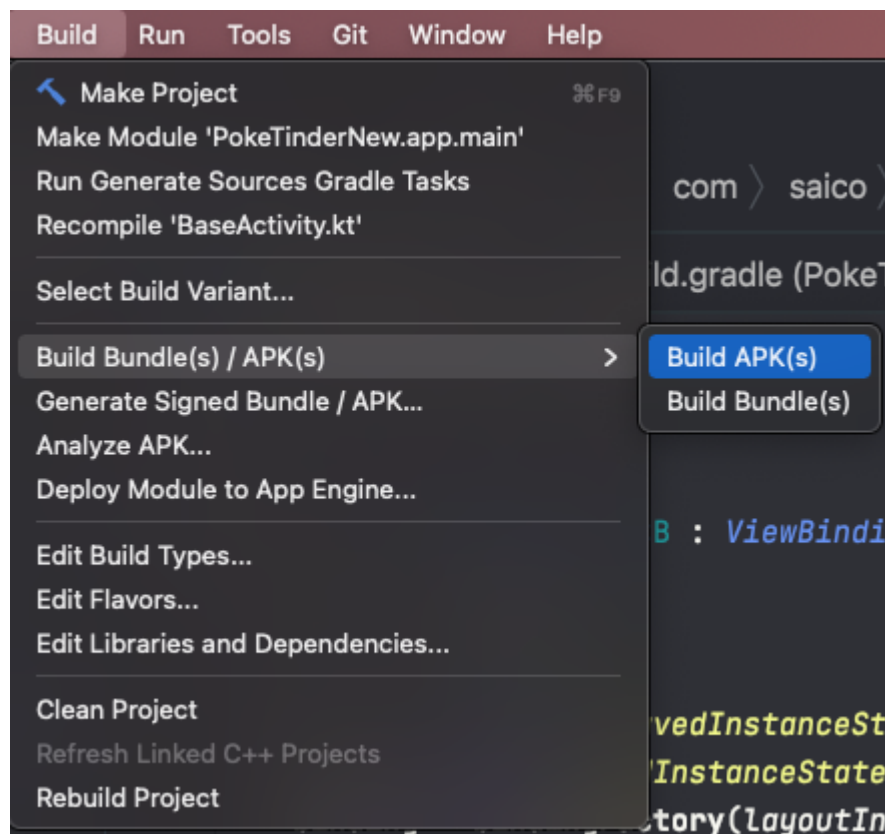 Build Run Tools Git Window Help
Make Project ⌘F9
Make Module 'PokeTinderNew.app.main'
Run Generate Sources Gradle Tasks
com 〉 saico 〉
Recompile 'BaseActivity.kt'
ld.gradle (PokeT
Select Build Variant...
Build Bundle(s) / APK(s)
Build APK(s)
Generate Signed Bundle / APK...
Build Bundle(s)
Analyze APK...
Deploy Module to App Engine...
B : ViewBindi
Edit Build Types...
Edit Flavors...
Edit Libraries and Dependencies...
Clean Project
vedInstanceSt
Refresh Linked C++ Projects
InstanceState
Rebuild Project
tory(layoutIn